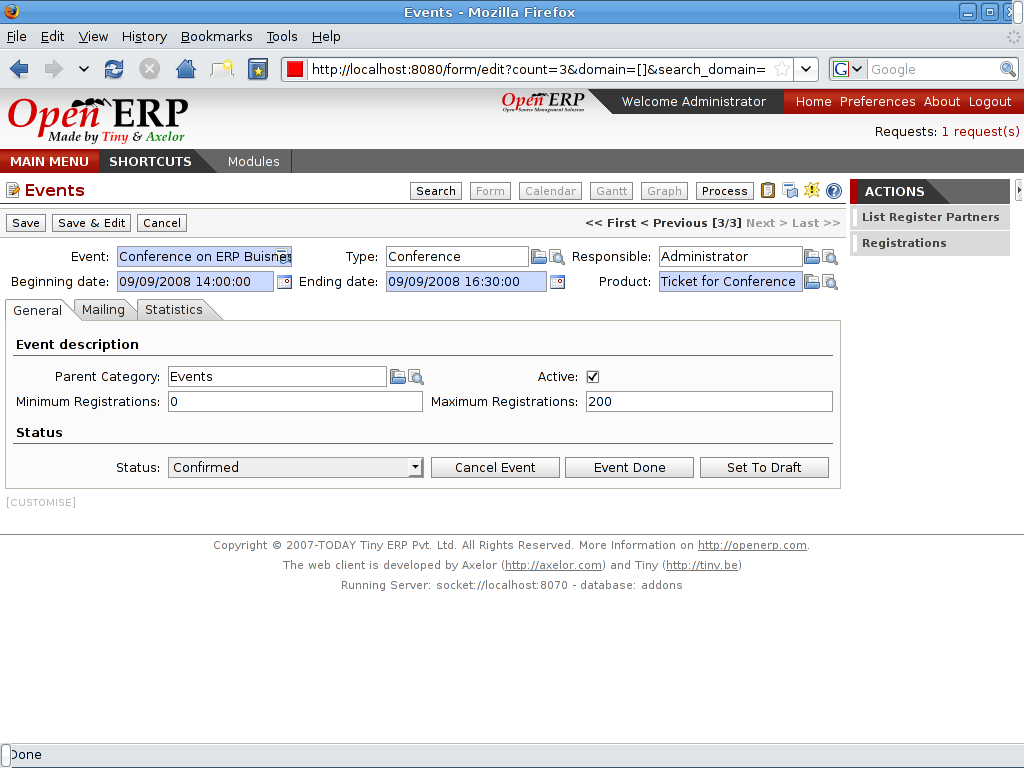 Events - Mozilla Firefox
File Edit View History Bookmarks Tools Help
http://localhost:8080/form/edit?count=3&domain=[]&search_domain=
G Google
Open ERP
Made by Tiny & Axelor
Open ERP
Open Source Management Solution
Welcome Administrator
Home Preferences About Logout
Requests: 1 request(s)
MAIN MENU SHORTCUTS Modules
Events
Search Form Calendar Gantt Graph Process
ACTIONS
List Register Partners
Registrations
Save Save & Edit Cancel
<< First < Previous [3/3] Next > Last >>
Event: Conference on ERP Buisnes Type: Conference Responsible: Administrator
Beginning date: 09/09/2008 14:00:00 Ending date: 09/09/2008 16:30:00 Product: Ticket for Conference
General Mailing Statistics
Event description
Parent Category: Events Active:
Minimum Registrations: 0 Maximum Registrations: 200
Status
Status: Confirmed Cancel Event Event Done Set To Draft
[CUSTOMISE]
Copyright © 2007-TODAY Tiny ERP Pvt. Ltd. All Rights Reserved. More Information on http://openerp.com.
The web client is developed by Axelor (http://axelor.com) and Tiny (http://tiny.be)
Running Server: socket://localhost:8070 - database: addons
Done